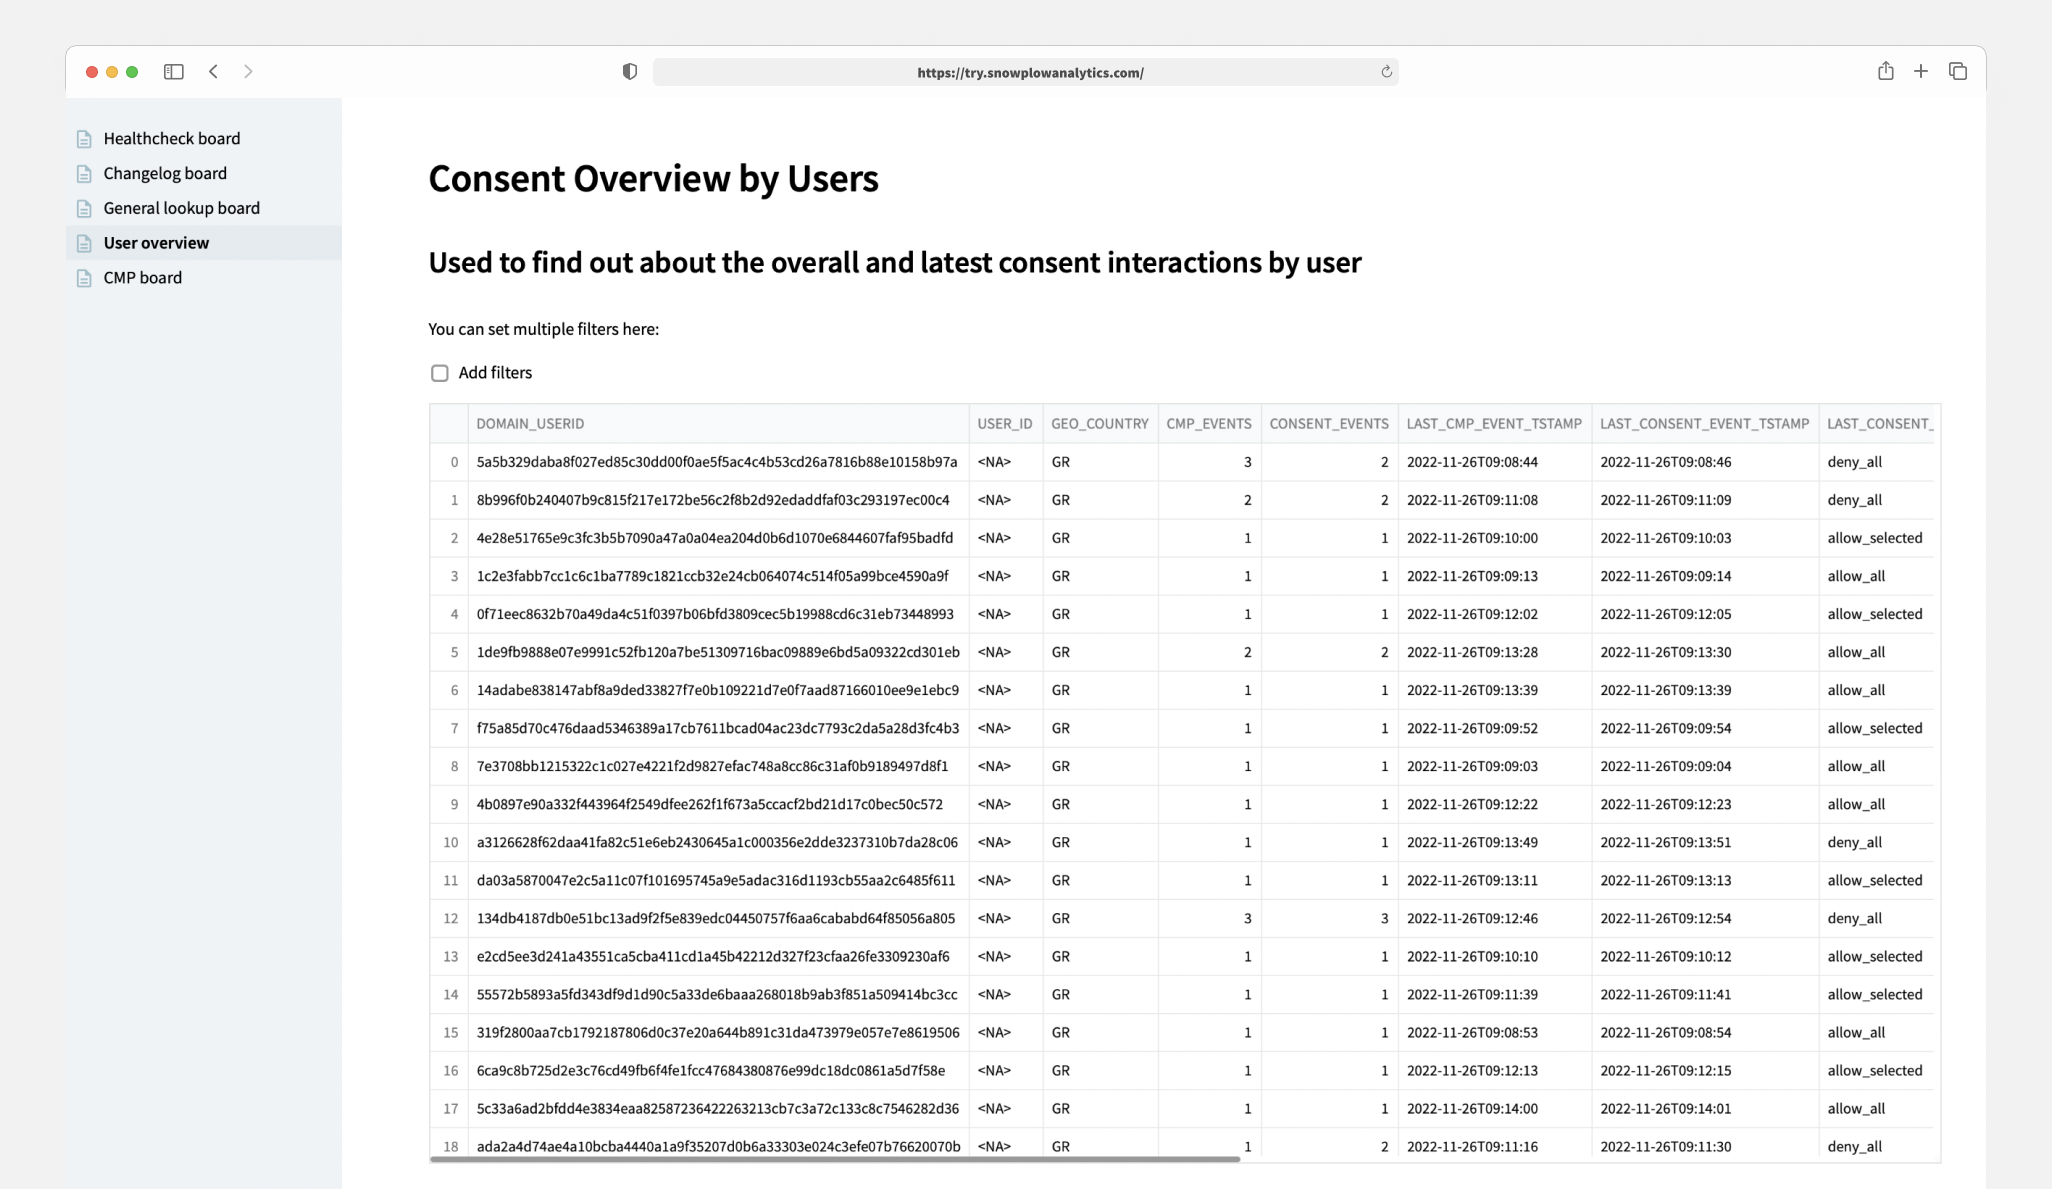 https://try.snowplowanalytics.com/
Healthcheck board
Changelog board
General lookup board
User overview
CMP board
Consent Overview by Users
Used to find out about the overall and latest consent interactions by user
You can set multiple filters here:
Add filters
DOMAIN_USERID USER_ID GEO_COUNTRY CMP_EVENTS CONSENT_EVENTS LAST_CMP_EVENT_TSTAMP LAST_CONSENT_EVENT_TSTAMP LAST_CONSENT_
0 5a5b329daba8f027ed85c30dd00f0ae5f5ac4c4b53cd26a7816b88e10158b97a <NA> GR 3 2 2022-11-26T09:08:44 2022-11-26T09:08:46 deny_all
1 8b996f0b240407b9c815f217e172be56c2f8b2d92edaddfaf03c293197ec00c4 <NA> GR 2 2 2022-11-26T09:11:08 2022-11-26T09:11:09 deny_all
2 4e28e51765e9c3fc3b5b7090a47a0a04ea204d0b6d1070e6844607faf95badfd <NA> GR 1 1 2022-11-26T09:10:00 2022-11-26T09:10:03 allow_selected
3 1c2e3fabb7cc1c6c1ba7789c1821ccb32e24cb064074c514f05a99bce4590a9f <NA> GR 1 1 2022-11-26T09:09:13 2022-11-26T09:09:14 allow_all
4 0f71eec8632b70a49da4c51f0397b06bfd3809cec5b19988cd6c31eb73448993 <NA> GR 1 1 2022-11-26T09:12:02 2022-11-26T09:12:05 allow_selected
5 1de9fb9888e07e9991c52fb120a7be51309716bac09889e6bd5a09322cd301eb <NA> GR 2 2 2022-11-26T09:13:28 2022-11-26T09:13:30 allow_all
6 14adabe838147abf8a9ded33827f7e0b109221d7e0f7aad87166010ee9e1ebc9 <NA> GR 1 1 2022-11-26T09:13:39 2022-11-26T09:13:39 allow_all
7 f75a85d70c476daad5346389a17cb7611bcad04ac23dc7793c2da5a28d3fc4b3 <NA> GR 1 1 2022-11-26T09:09:52 2022-11-26T09:09:54 allow_selected
8 7e3708bb1215322c1c027e4221f2d9827efac748a8cc86c31af0b9189497d8f1 <NA> GR 1 1 2022-11-26T09:09:03 2022-11-26T09:09:04 allow_all
9 4b0897e90a332f443964f2549dfee262f1f673a5ccacf2bd21d17c0bec50c572 <NA> GR 1 1 2022-11-26T09:12:22 2022-11-26T09:12:23 allow_all
10 a3126628f62daa41fa82c51e6eb2430645a1c000356e2dde3237310b7da28c06 <NA> GR 1 1 2022-11-26T09:13:49 2022-11-26T09:13:51 deny_all
11 da03a5870047e2c5a11c07f101695745a9e5adac316d1193cb55aa2c6485f611 <NA> GR 1 1 2022-11-26T09:13:11 2022-11-26T09:13:13 allow_selected
12 134db4187db0e51bc13ad9f2f5e839edc04450757f6aa6cababd64f85056a805 <NA> GR 3 3 2022-11-26T09:12:46 2022-11-26T09:12:54 deny_all
13 e2cd5ee3d241a43551ca5cba411cd1a45b42212d327f23cfaa26fe3309230af6 <NA> GR 1 1 2022-11-26T09:10:10 2022-11-26T09:10:12 allow_selected
14 55572b5893a5fd343df9d1d90c5a33de6baaa268018b9ab3f851a509414bc3cc <NA> GR 1 1 2022-11-26T09:11:39 2022-11-26T09:11:41 allow_selected
15 319f2800aa7cb1792187806d0c37e20a644b891c31da473979e057e7e8619506 <NA> GR 1 1 2022-11-26T09:08:53 2022-11-26T09:08:54 allow_all
16 6ca9c8b725d2e3c76cd49fb6f4fe1fcc47684380876e99dc18dc0861a5d7f58e <NA> GR 1 1 2022-11-26T09:12:13 2022-11-26T09:12:15 allow_selected
17 5c33a6ad2bfdd4e3834eaa82587236422263213cb7c3a72c133c8c7546282d36 <NA> GR 1 1 2022-11-26T09:14:00 2022-11-26T09:14:01 allow_all
18 ada2a4d74ae4a10bcba4440a1a9f35207d0b6a33303e024c3efe07b76620070b <NA> GR 1 2 2022-11-26T09:11:16 2022-11-26T09:11:30 deny_all